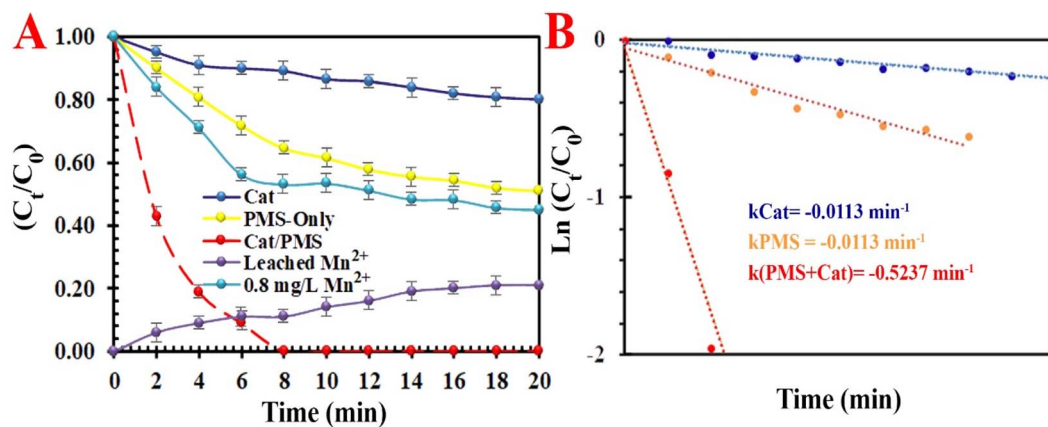 A
(Ct/C0)
1.00
0.80
0.60
0.40
0.20
0.00
Cat
PMS-Only
Cat/PMS
Leached Mn2+
0.8 mg/L Mn2+
0 2 4 6 8 10 12 14 16 18 20
Time (min)
B
Ln (Ct/C0)
0
-1
-2
kCat= -0.0113 min-1
kPMS = -0.0113 min-1
k(PMS+Cat)= -0.5237 min-1
Time (min)